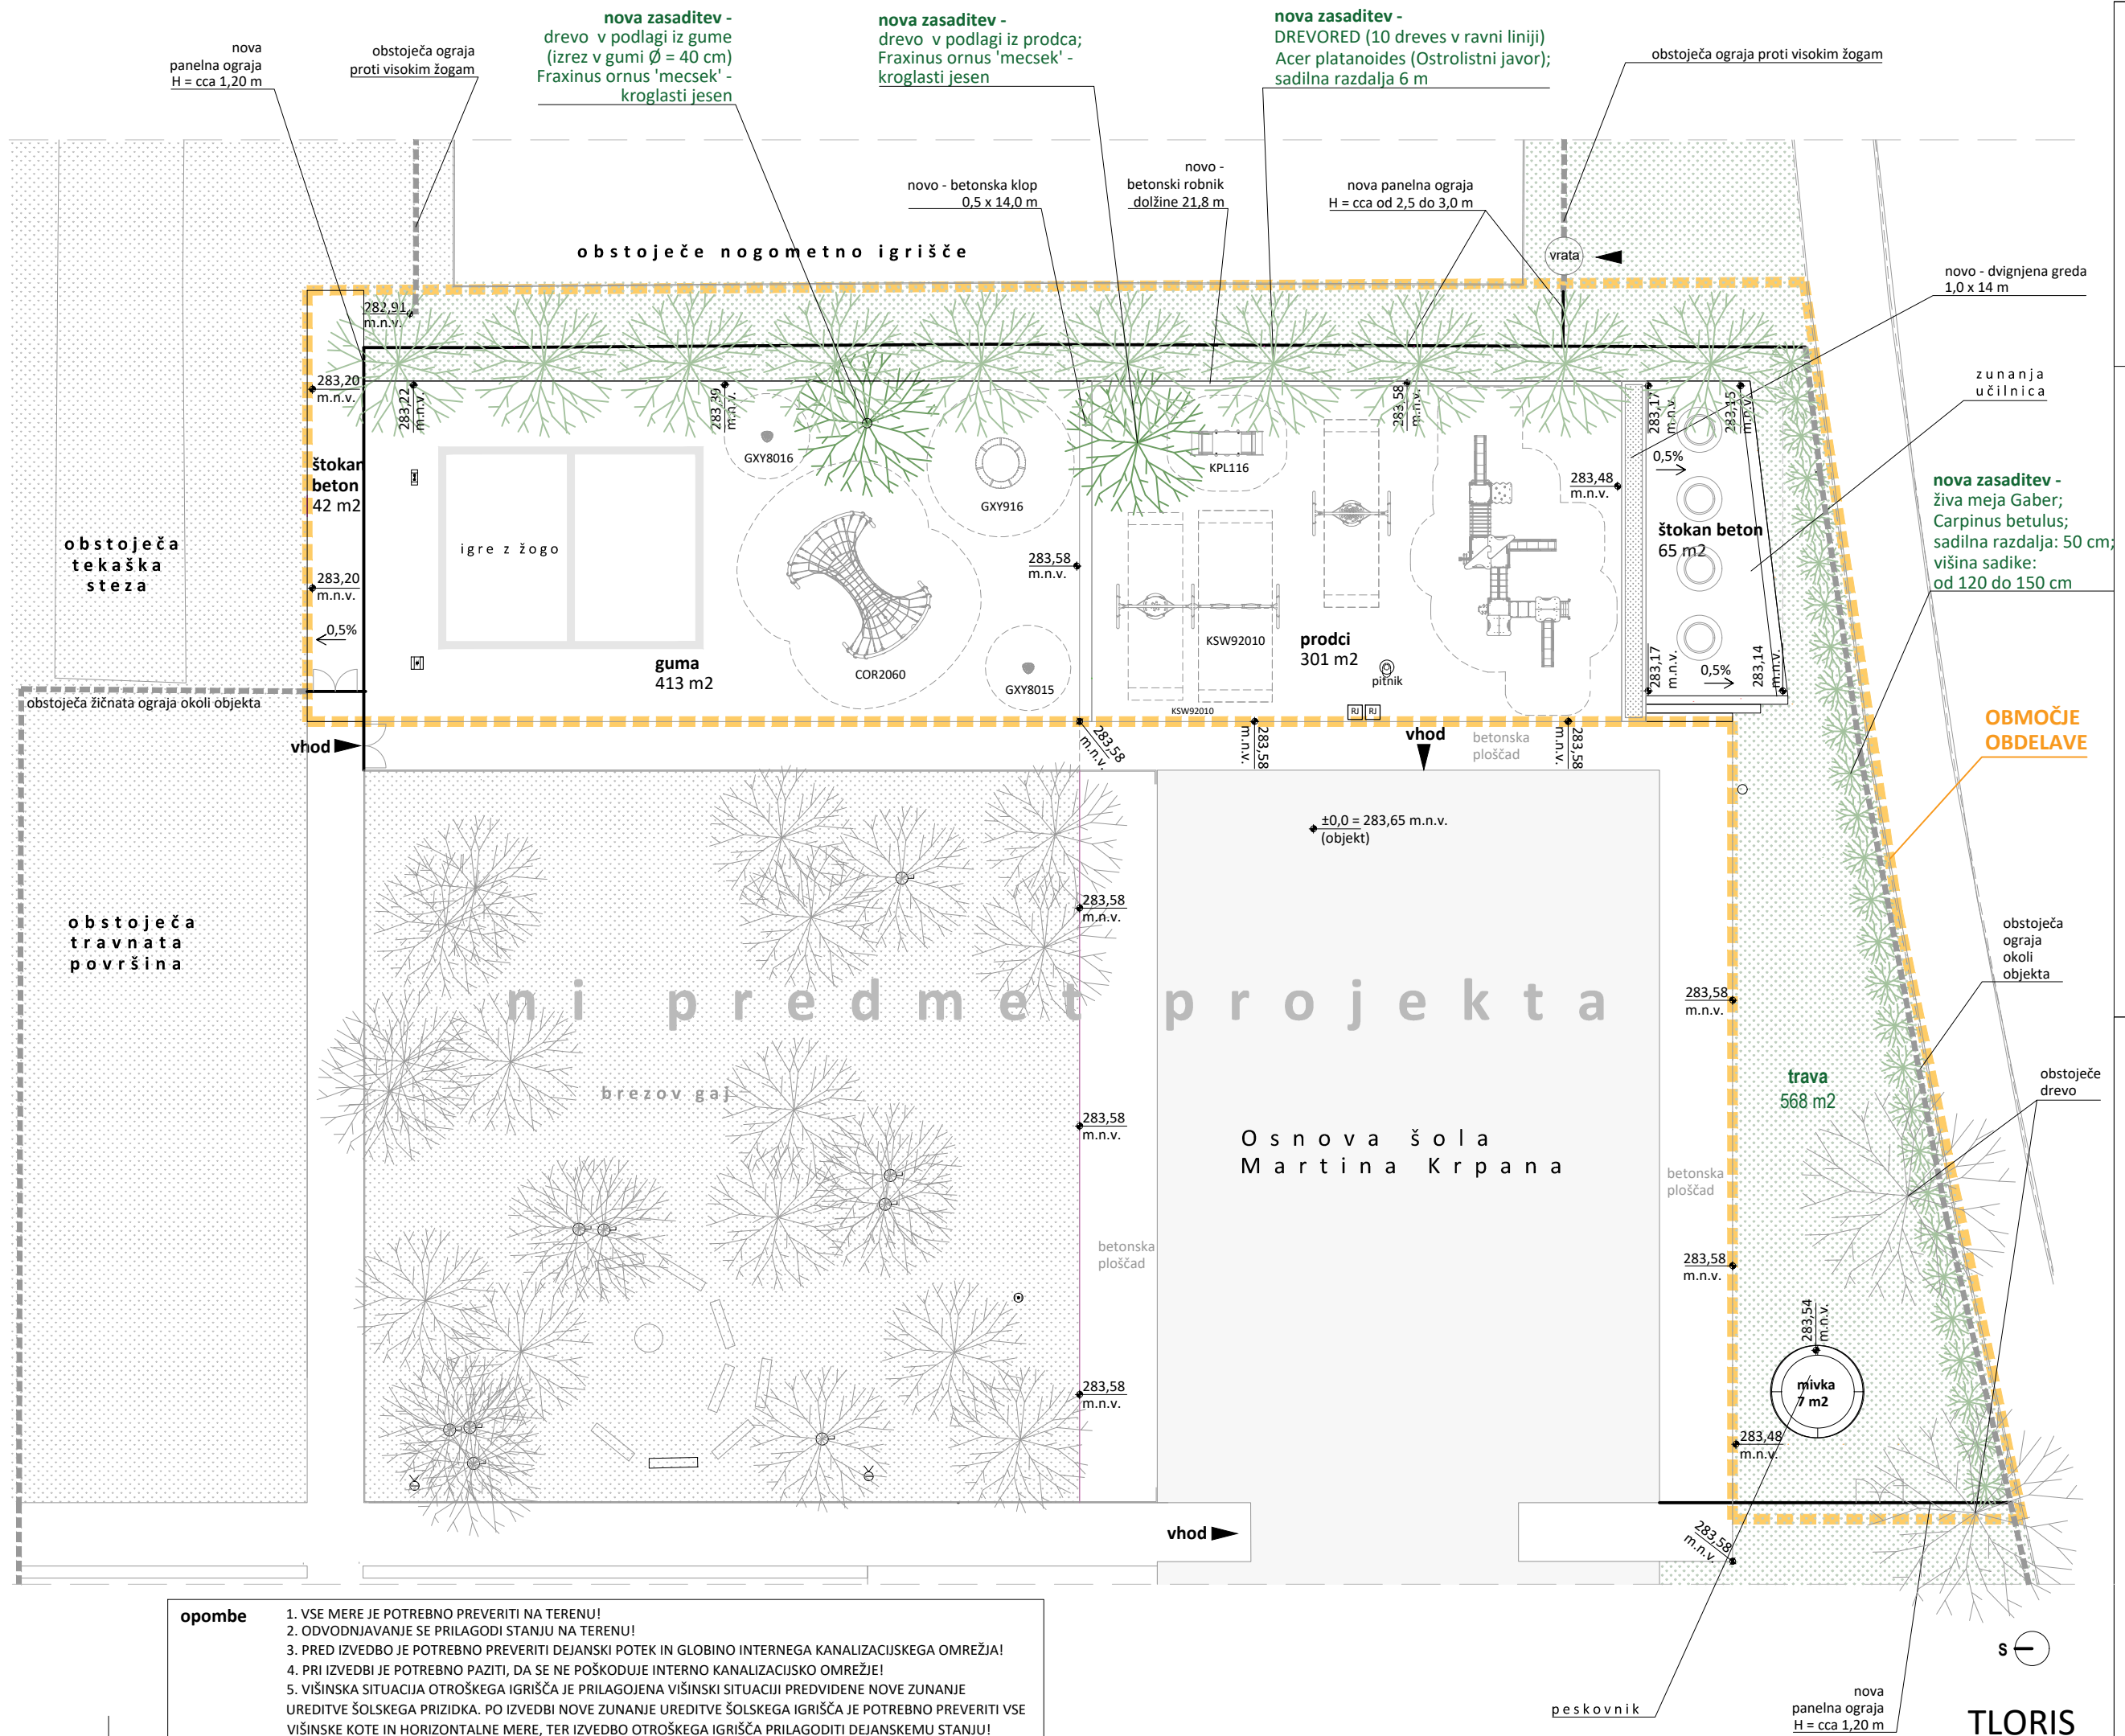 nova
panelna ograja
H = cca 1,20 m
obstoječa ograja
proti visokim žogam
nova zasaditev -
drevo v podlagi iz gume
(izrez v gumi Ø = 40 cm)
Fraxinus ornus 'mecsek' -
kroglasti jesen
nova zasaditev -
drevo v podlagi iz prodca;
Fraxinus ornus 'mecsek' -
kroglasti jesen
nova zasaditev -
DREVORED (10 dreves v ravni liniji)
Acer platanoides (Ostrolistni javor);
sadilna razdalja 6 m
obstoječa ograja proti visokim žogam
novo - betonska klop
0,5 x 14,0 m
novo -
betonski robnik
dolžine 21,8 m
nova panelna ograja
H = cca od 2,5 do 3,0 m
obstoječe nogometno igrišče
vrata
novo - dvignjena greda
1,0 x 14 m
zunanja
učilnica
282,91
m.n.v.
283,20
m.n.v.
283,22
m.n.v.
283,39
m.n.v.
283,58
m.n.v.
283,17
m.n.v.
283,15
m.n.v.
0,5%
GXY8016
GXY916
KPL116
283,48
m.n.v.
štokan
beton
42 m2
igre z žogo
283,58
m.n.v.
štokan beton
65 m2
nova zasaditev -
živa meja Gaber;
Carpinus betulus;
sadilna razdalja: 50 cm;
višina sadike:
od 120 do 150 cm
obstoječa
tekaška
steza
283,20
m.n.v.
0,5%
guma
413 m2
COR2060
GXY8015
KSW92010
KSW92010
prodci
301 m2
pitnik
RJ
RJ
283,17
m.n.v.
0,5%
283,14
m.n.v.
obstoječa žičnata ograja okoli objekta
vhod
283,58
m.n.v.
283,58
m.n.v.
vhod
betonska
ploščad
283,58
m.n.v.
OBMOČJE
OBDELAVE
±0,0 = 283,65 m.n.v.
(objekt)
283,58
m.n.v.
obstoječa
travnata
površina
obstoječa
ograja
okoli
objekta
ni predmet projekta
283,58
m.n.v.
brezov gaj
283,58
m.n.v.
trava
568 m2
obstoječe
drevo
Osnova šola
Martina Krpana
betonska
ploščad
betonska
ploščad
283,58
m.n.v.
283,54
m.n.v.
283,58
m.n.v.
mivka
7 m2
283,48
m.n.v.
vhod
283,58
m.n.v.
opombe
1. VSE MERE JE POTREBNO PREVERITI NA TERENU!
2. ODVODNJAVANJE SE PRILAGODI STANJU NA TERENU!
3. PRED IZVEDBO JE POTREBNO PREVERITI DEJANSKI POTEK IN GLOBINO INTERNEGA KANALIZACIJSKEGA OMREŽJA!
4. PRI IZVEDBI JE POTREBNO PAZITI, DA SE NE POŠKODUJE INTERNO KANALIZACIJSKO OMREŽJE!
5. VIŠINSKA SITUACIJA OTROŠKEGA IGRIŠČA JE PRILAGOJENA VIŠINSKI SITUACIJI PREDVIDENE NOVE ZUNANJE
UREDITVE ŠOLSKEGA PRIZIDKA. PO IZVEDBI NOVE ZUNANJE UREDITVE ŠOLSKEGA IGRIŠČA JE POTREBNO PREVERITI VSE
VIŠINSKE KOTE IN HORIZONTALNE MERE, TER IZVEDBO OTROŠKEGA IGRIŠČA PRILAGODITI DEJANSKEMU STANJU!
peskovnik
nova
panelna ograja
H = cca 1,20 m
S
TLORIS